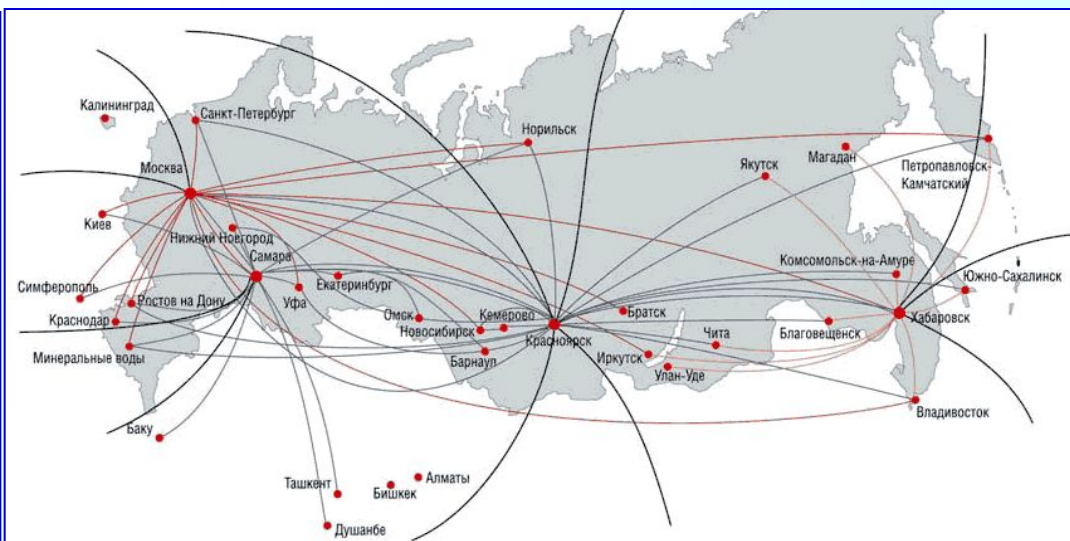 Калининград
Санкт-Петербург
Норильск
Москва
Якутск
Магадан
Петропавловск-
Камчатский
Киев
Нижний Новгород
Самара
Комсомольск-на-Амуре
Южно-Сахалинск
Симферополь
Ростов на Дону
Уфа
Екатеринбург
Краснодар
Омск
Новосибирск
Кемерово
Красноярск
Братск
Чита
Благовещенск
Хабаровск
Минеральные воды
Барнаул
Иркутск
Улан-Уде
Владивосток
Баку
Ташкент
Бишкек
Алматы
Душанбе